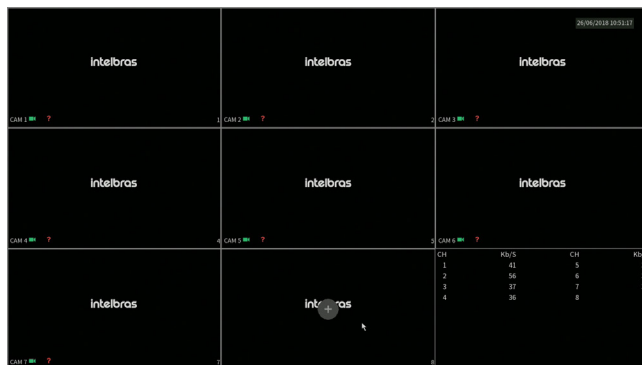 26/06/2018 10:51:17
intelbras intelbras intelbras
CAM 1 ? 1 CAM 2 ? 2 CAM 3 ?
intelbras intelbras intelbras
CAM 4 ? 4 CAM 5 ? 5 CAM 6 ?
CH Kb/S CH Kb
1 41 5
2 56 6
3 37 7
4 36 8
intelbras intelbras
CAM 7 ? 7 8